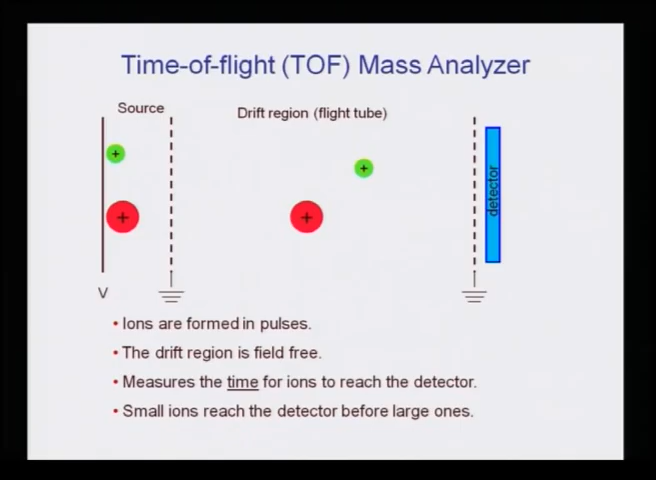 Time-of-flight (TOF) Mass Analyzer
Source
Drift region (flight tube)
+
+
+
+
detector
V
• Ions are formed in pulses.
• The drift region is field free.
• Measures the time for ions to reach the detector.
• Small ions reach the detector before large ones.